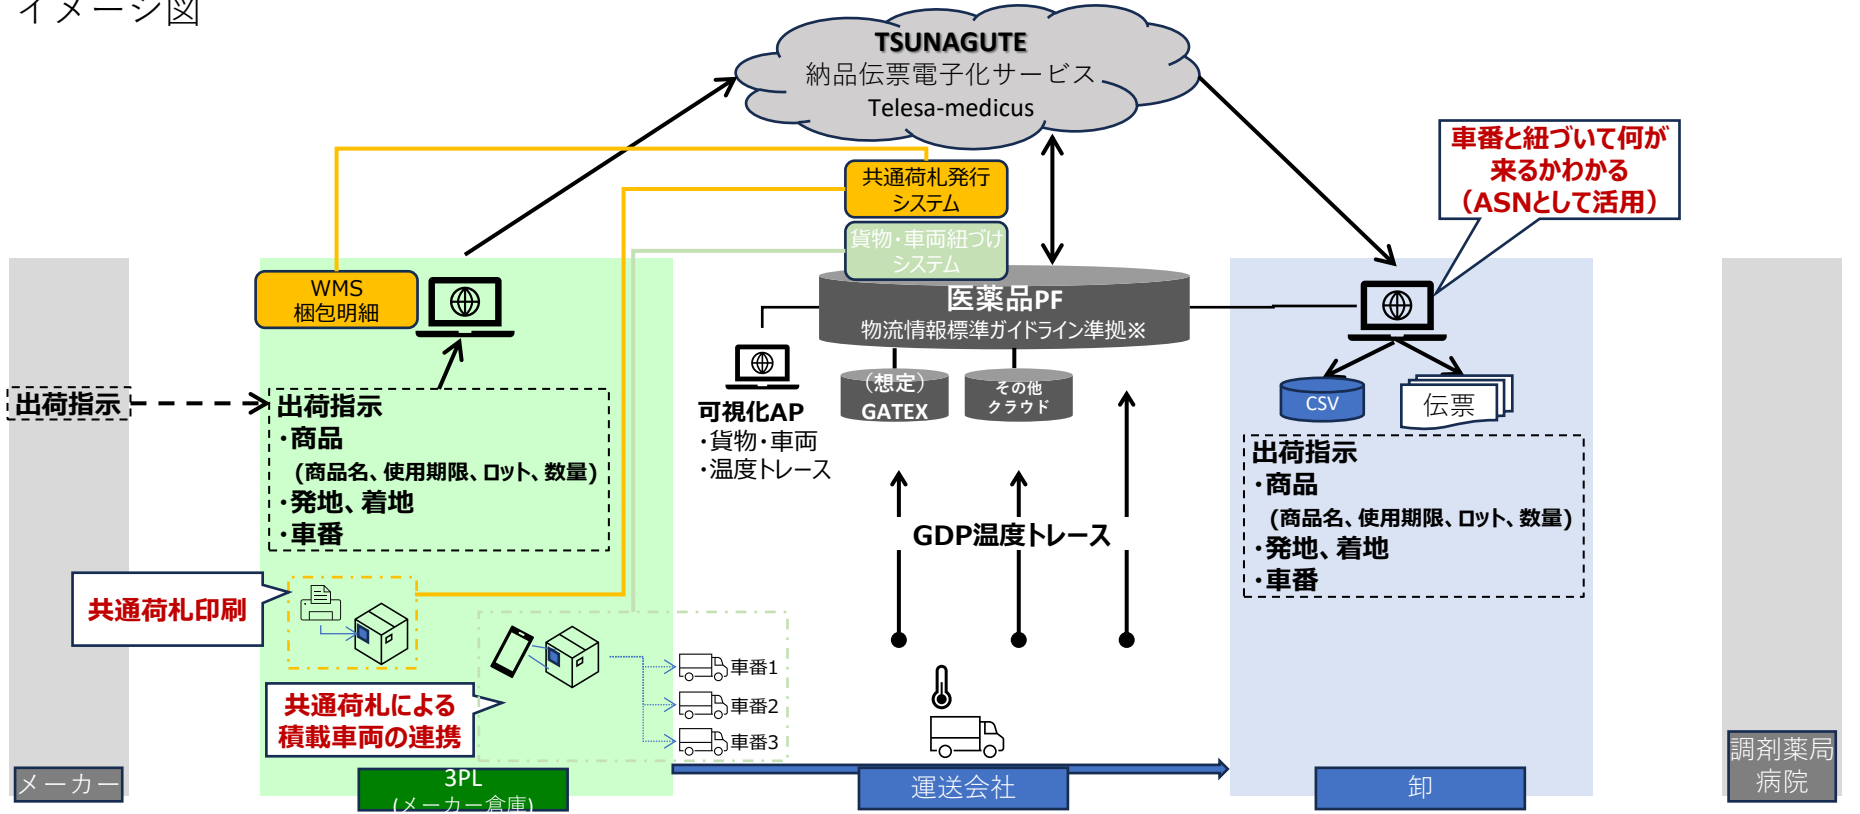 イメージ図
TSUNAGUTE
納品伝票電子化サービス
Telesa-medicus
車番と紐づいて何が
来るかわかる
（ASNとして活用）
共通荷札発行
システム
貨物・車両紐づけ
システム
WMS
梱包明細
医薬品PF
物流情報標準ガイドライン準拠※
（想定）
GATEX
その他
クラウド
可視化AP
・貨物・車両
・温度トレース
出荷指示
出荷指示
・商品
(商品名、使用期限、ロット、数量)
・発地、着地
・車番
CSV
伝票
出荷指示
・商品
(商品名、使用期限、ロット、数量)
・発地、着地
・車番
GDP温度トレース
共通荷札印刷
共通荷札による
積載車両の連携
車番1
車番2
車番3
メーカー
3PL
(メーカー倉庫)
運送会社
卸
調剤薬局
病院